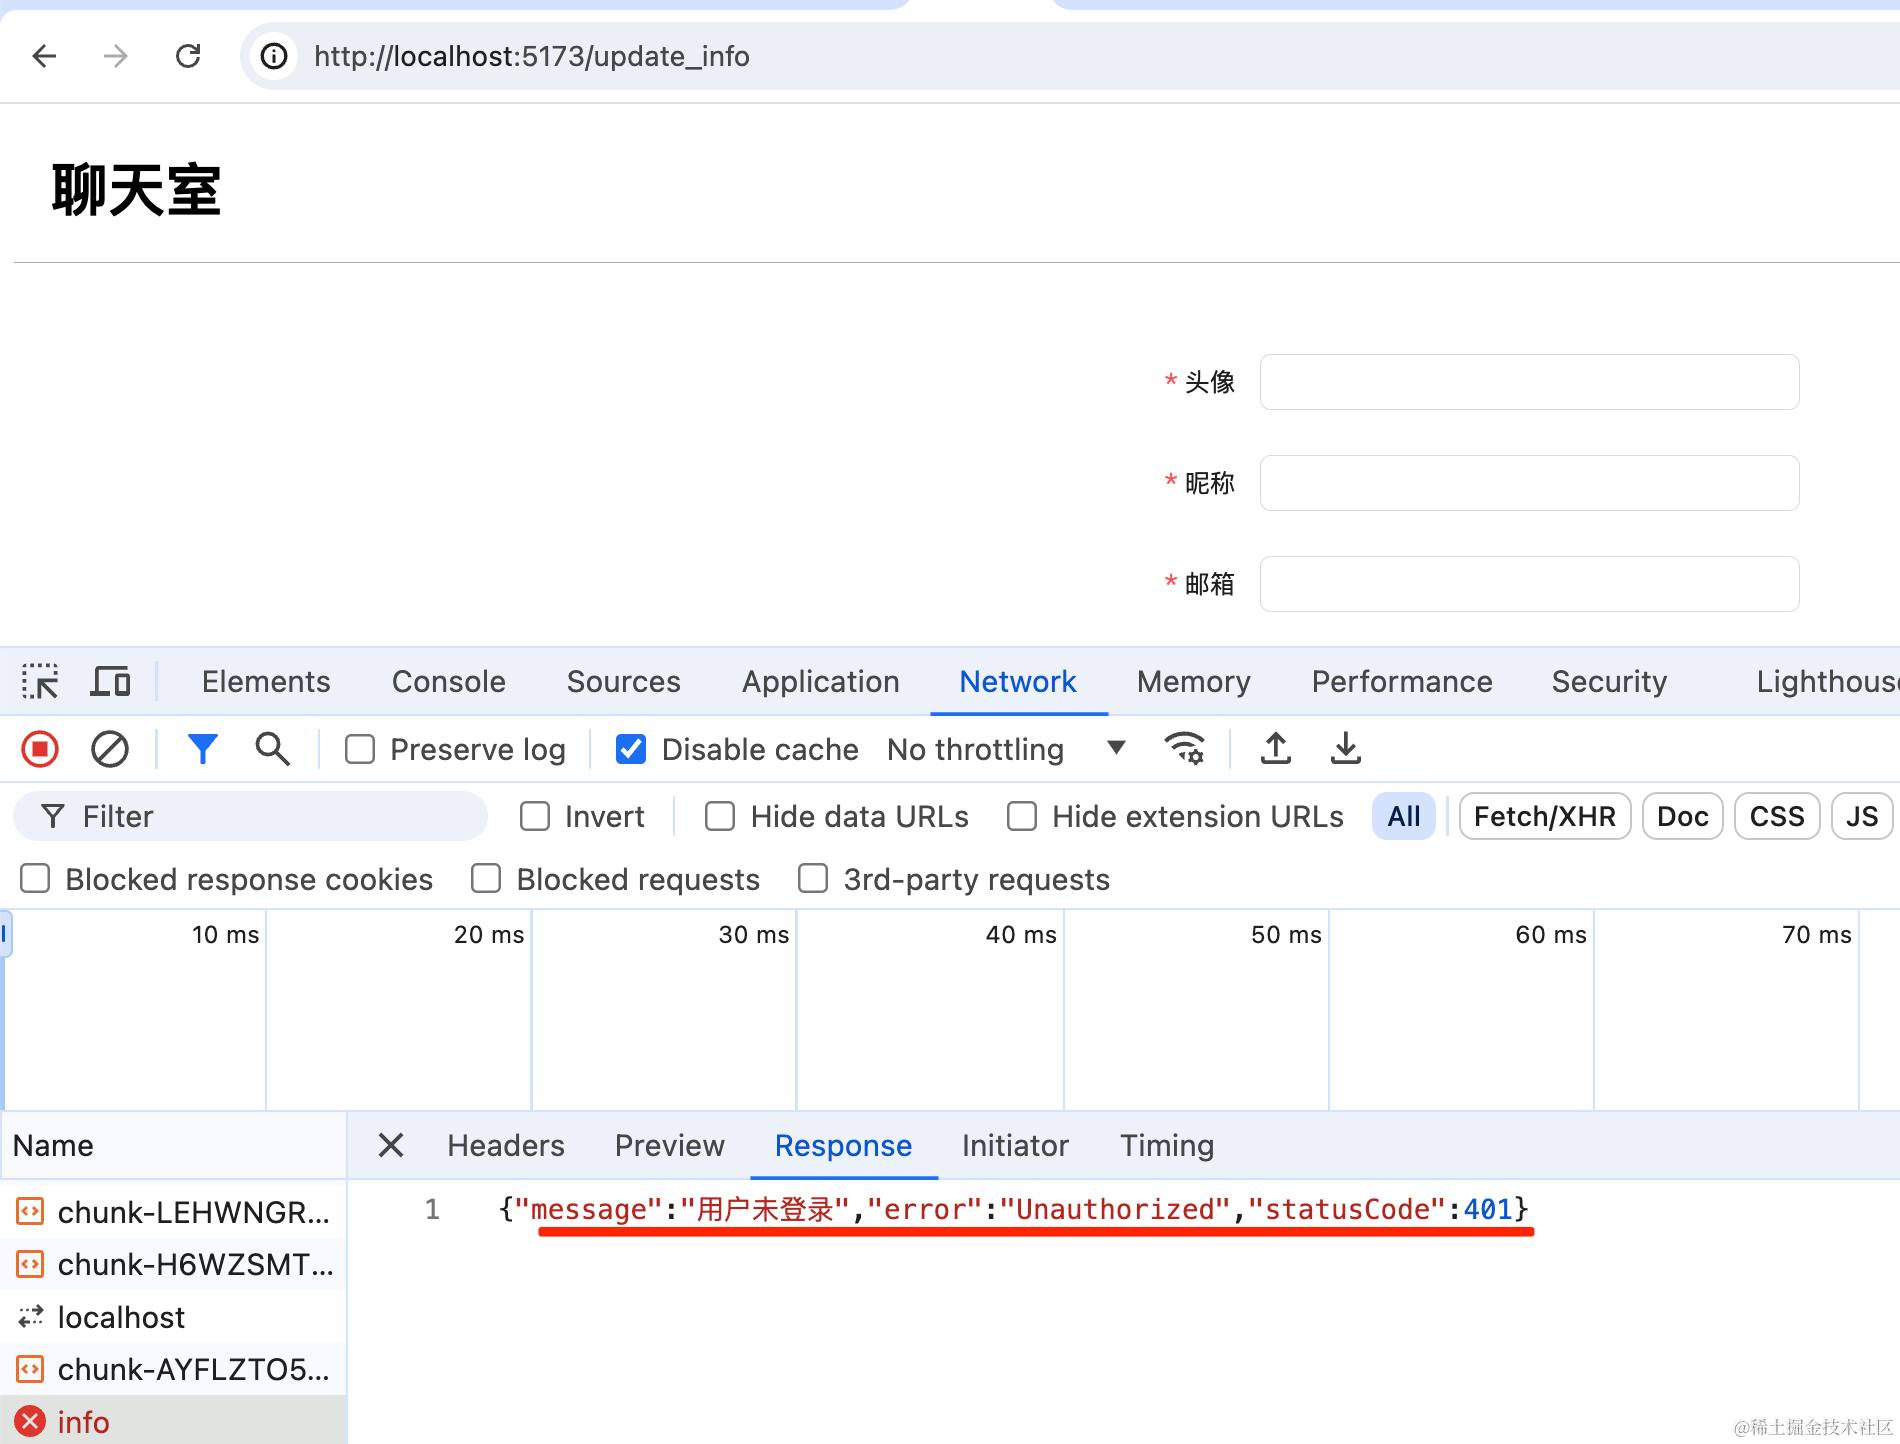 http://localhost:5173/update_info
聊天室
* 头像
* 昵称
* 邮箱
Elements Console Sources Application Network Memory Performance Security Lighthous
Preserve log Disable cache No throttling
Filter Invert Hide data URLs Hide extension URLs All Fetch/XHR Doc CSS JS
Blocked response cookies Blocked requests 3rd-party requests
10 ms 20 ms 30 ms 40 ms 50 ms 60 ms 70 ms
Name Headers Preview Response Initiator Timing
1 {"message":"用户未登录","error":"Unauthorized","statusCode":401}
chunk-LEHWNGR...
chunk-H6WZSMT...
localhost
chunk-AYFLZTO5...
info
@稀土掘金技术社区